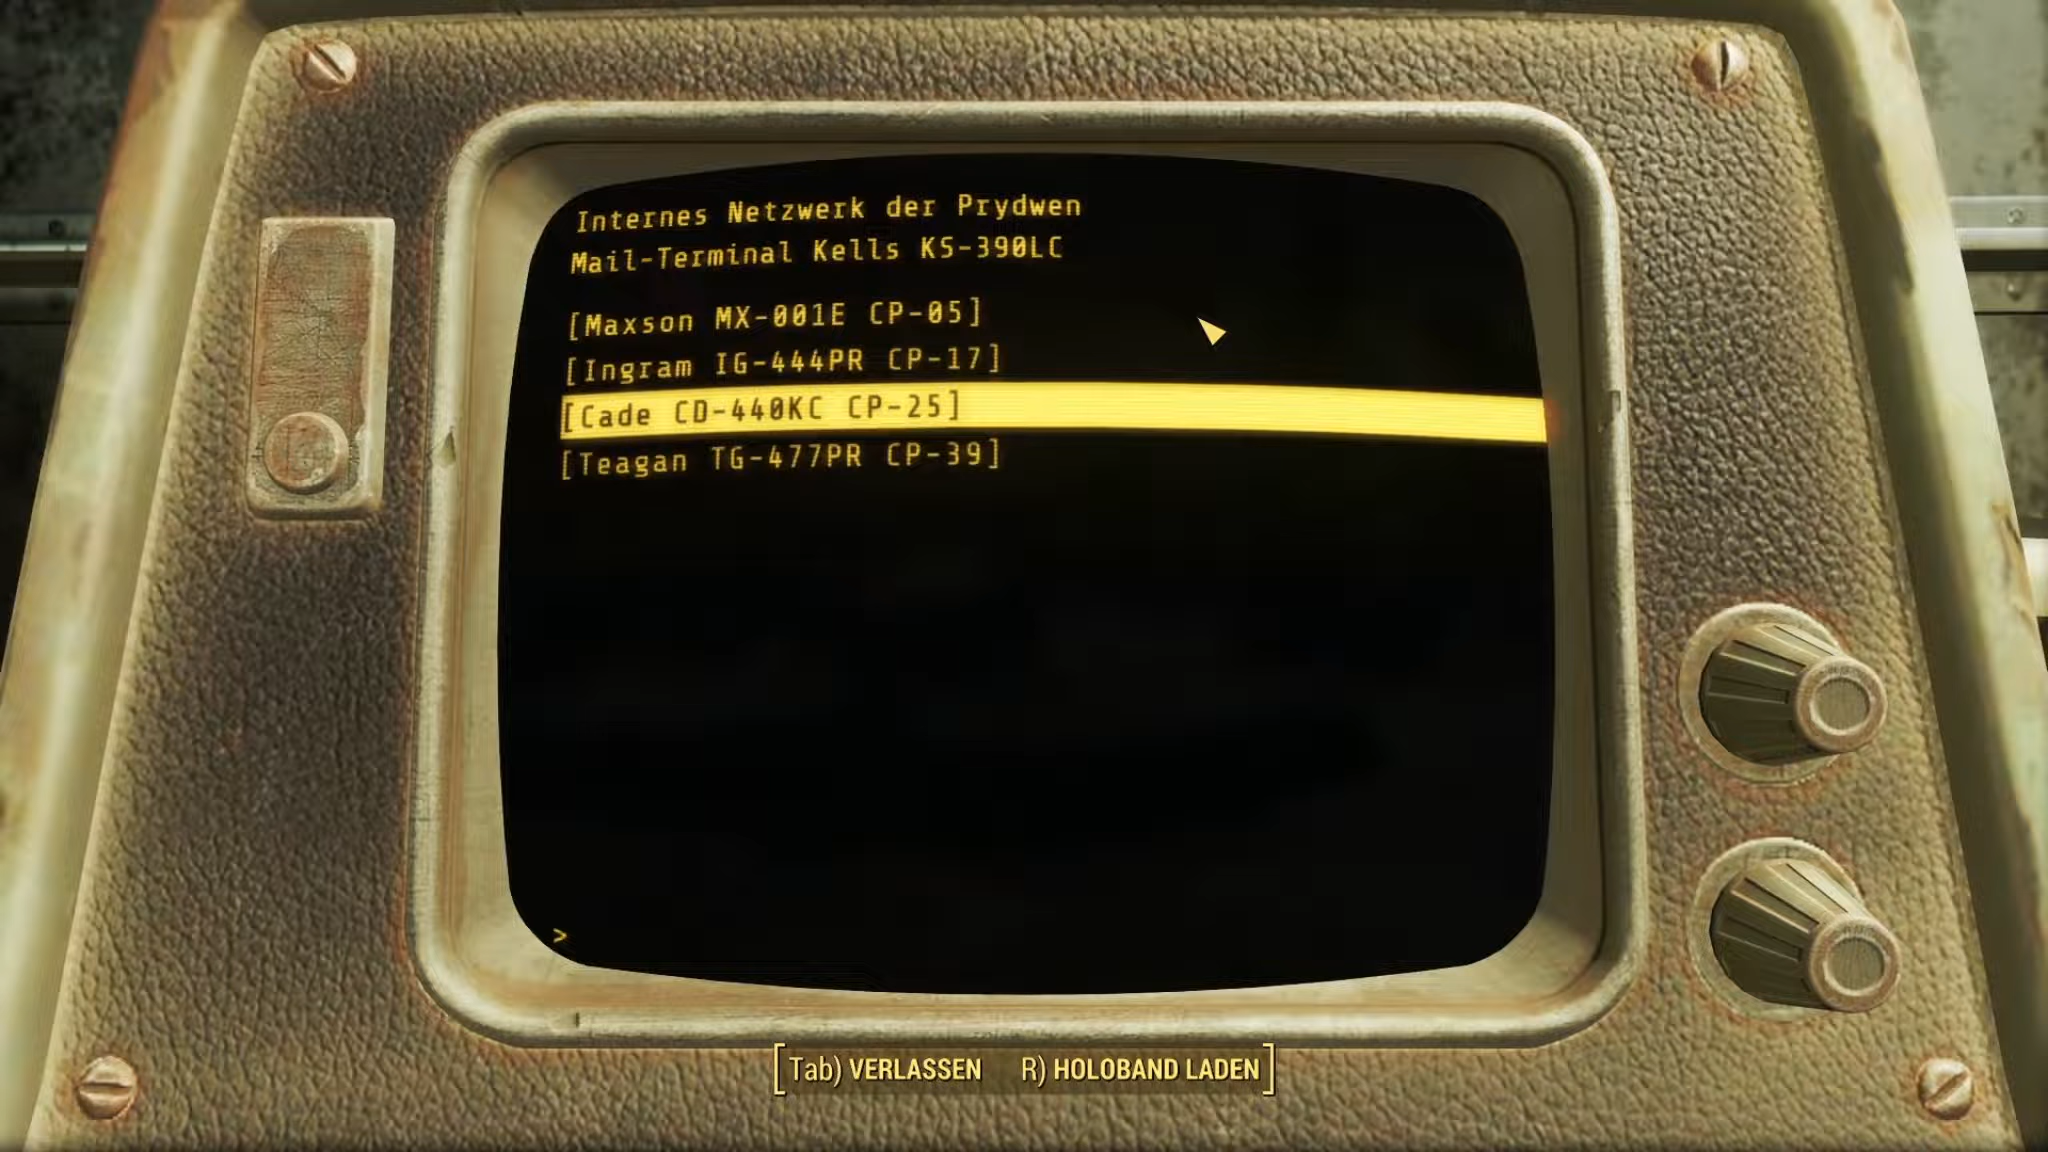 Internes Netzwerk der Prydwen
Mail-Terminal Kells KS-390LC
[Maxson MX-001E CP-05]
[Ingram IG-444PR CP-17]
[Cade CD-440KC CP-25]
[Teagan TG-477PR CP-39]
>
[Tab) VERLASSEN R) HOLOBAND LADEN]